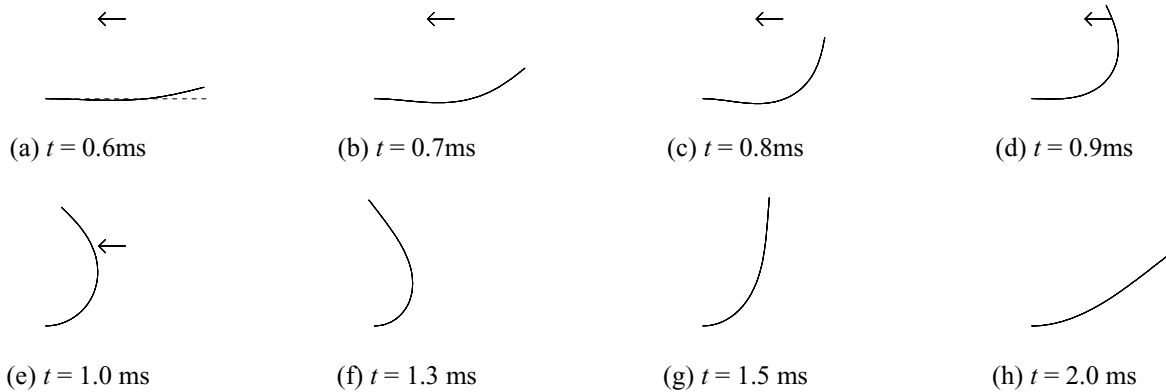 (a) t = 0.6ms
(b) t = 0.7ms
(c) t = 0.8ms
(d) t = 0.9ms
(e) t = 1.0 ms
(f) t = 1.3 ms
(g) t = 1.5 ms
(h) t = 2.0 ms